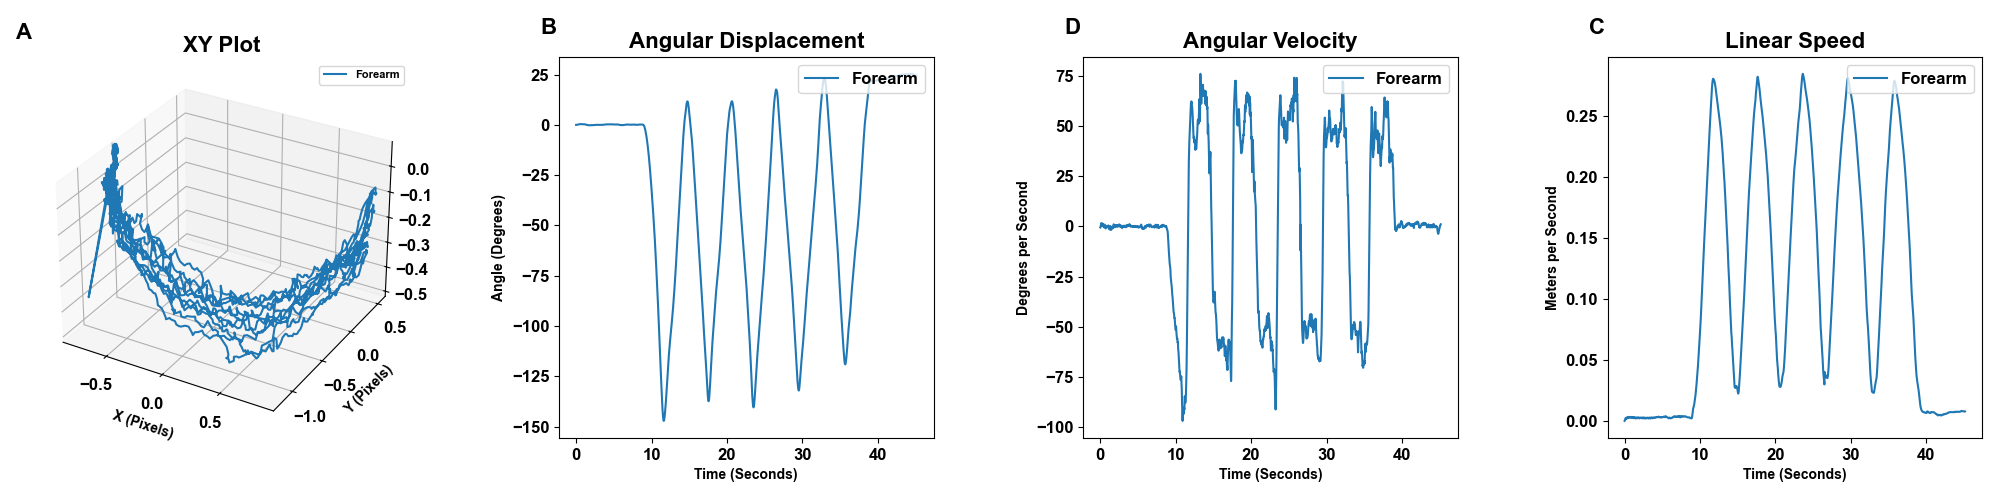 A
XY Plot
Forearm
0.0
−0.1
−0.2
−0.3
−0.4
−0.5
0.5
0.0
−0.5
−1.0
Y (Pixels)
−0.5
0.0
0.5
X (Pixels)
B
Angular Displacement
Forearm
25
0
−25
−50
−75
−100
−125
−150
Angle (Degrees)
0 10 20 30 40
Time (Seconds)
D
Angular Velocity
Forearm
75
50
25
0
−25
−50
−75
−100
Degrees per Second
0 10 20 30 40
Time (Seconds)
C
Linear Speed
Forearm
0.25
0.20
0.15
0.10
0.05
0.00
Meters per Second
0 10 20 30 40
Time (Seconds)